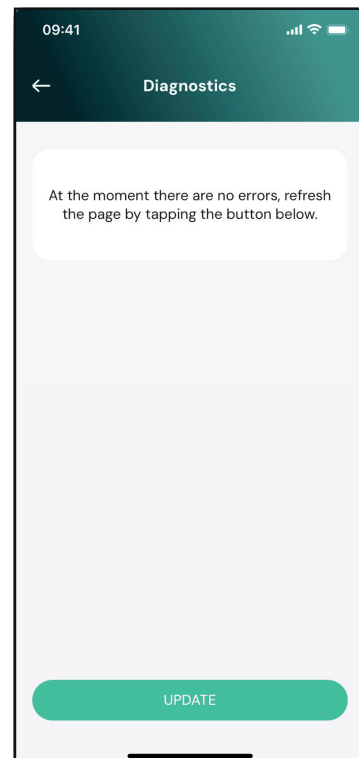 09:41
Diagnostics
At the moment there are no errors, refresh
the page by tapping the button below.
UPDATE